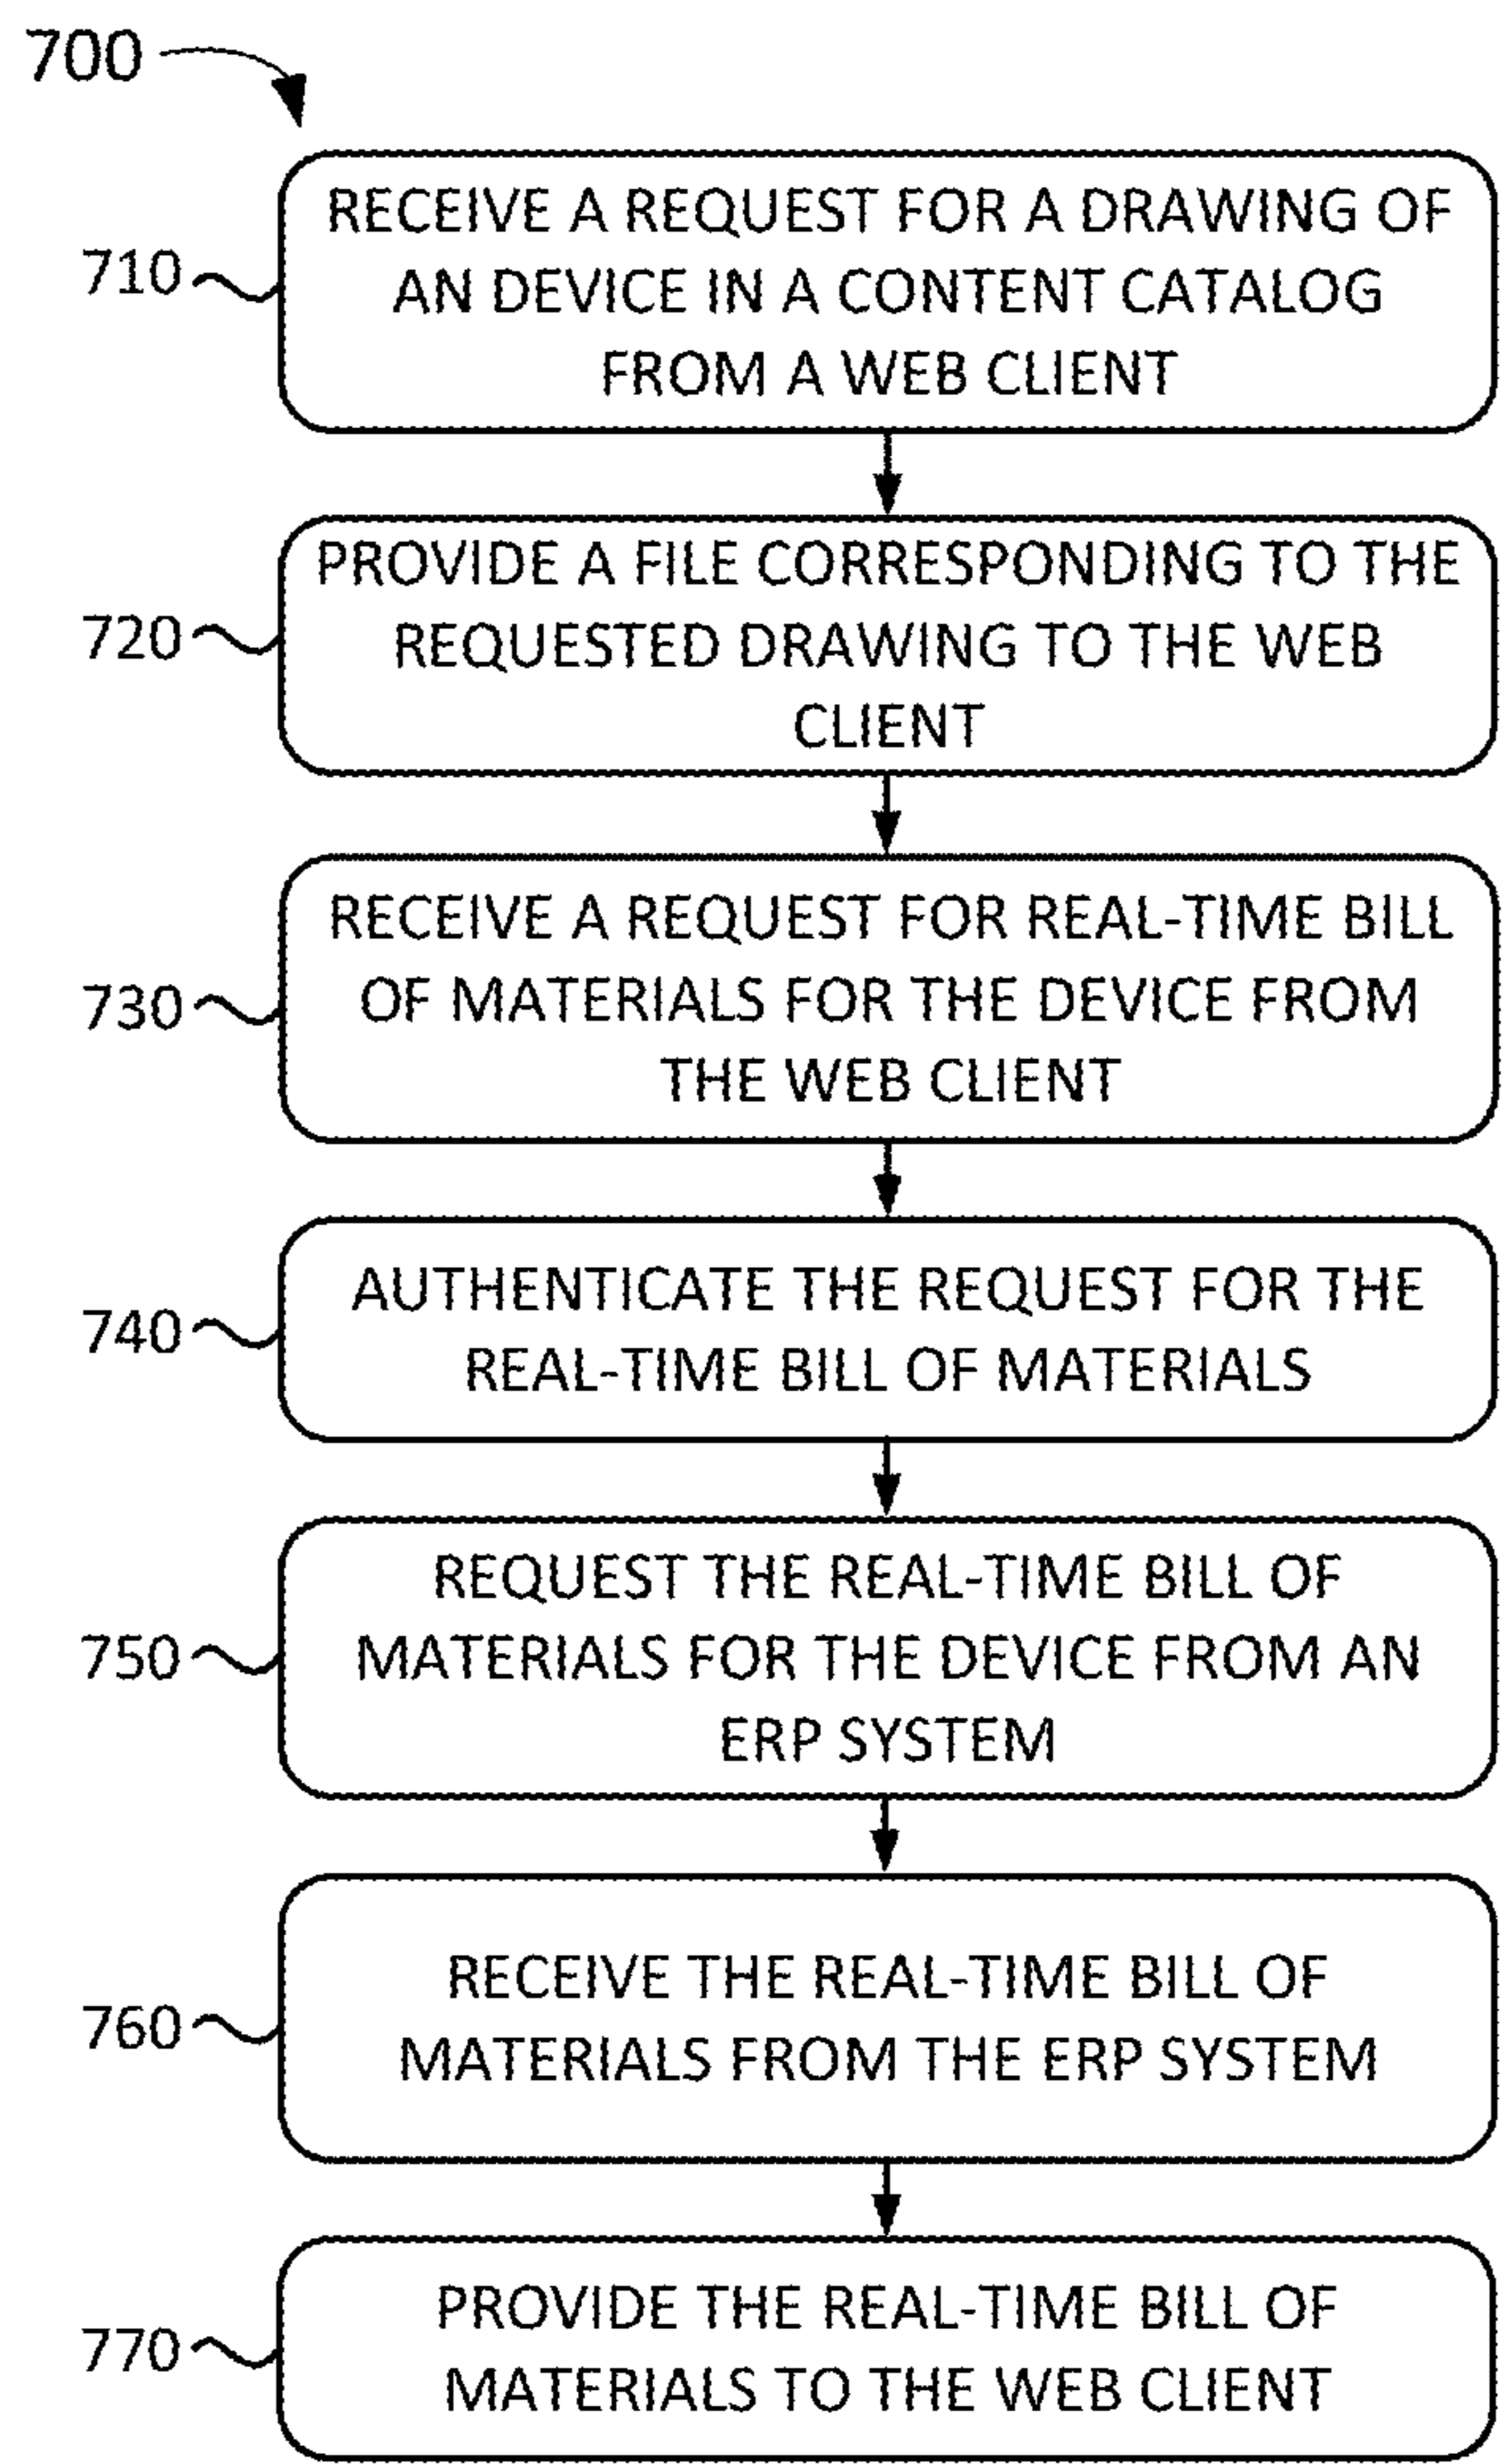 700
RECEIVE A REQUEST FOR A DRAWING OF
AN DEVICE IN A CONTENT CATALOG
FROM A WEB CLIENT
710
PROVIDE A FILE CORRESPONDING TO THE
REQUESTED DRAWING TO THE WEB
CLIENT
720
RECEIVE A REQUEST FOR REAL-TIME BILL
OF MATERIALS FOR THE DEVICE FROM
THE WEB CLIENT
730
AUTHENTICATE THE REQUEST FOR THE
REAL-TIME BILL OF MATERIALS
740
REQUEST THE REAL-TIME BILL OF
MATERIALS FOR THE DEVICE FROM AN
ERP SYSTEM
750
RECEIVE THE REAL-TIME BILL OF
MATERIALS FROM THE ERP SYSTEM
760
PROVIDE THE REAL-TIME BILL OF
MATERIALS TO THE WEB CLIENT
770